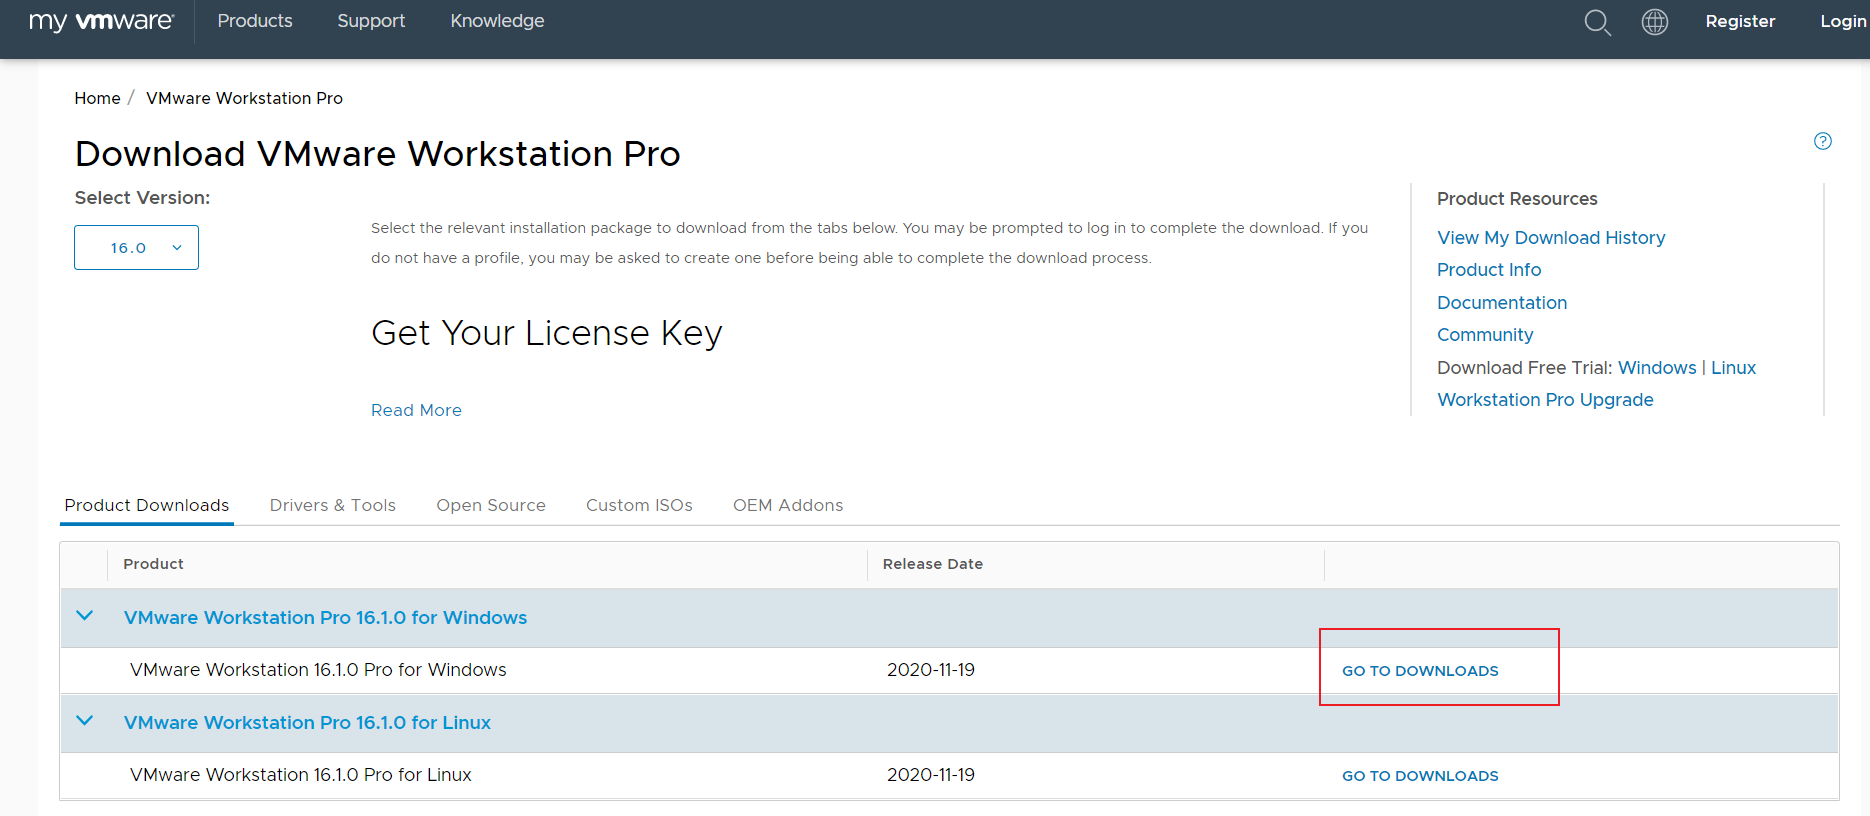 my vmware® Products Support Knowledge Register Login
Home / VMware Workstation Pro
Download VMware Workstation Pro
Select Version:
16.0
Select the relevant installation package to download from the tabs below. You may be prompted to log in to complete the download. If you
do not have a profile, you may be asked to create one before being able to complete the download process.
Get Your License Key
Read More
Product Resources
View My Download History
Product Info
Documentation
Community
Download Free Trial: Windows | Linux
Workstation Pro Upgrade
Product Downloads Drivers & Tools Open Source Custom ISOs OEM Addons
Product Release Date
VMware Workstation Pro 16.1.0 for Windows
VMware Workstation 16.1.0 Pro for Windows 2020-11-19 GO TO DOWNLOADS
VMware Workstation Pro 16.1.0 for Linux
VMware Workstation 16.1.0 Pro for Linux 2020-11-19 GO TO DOWNLOADS